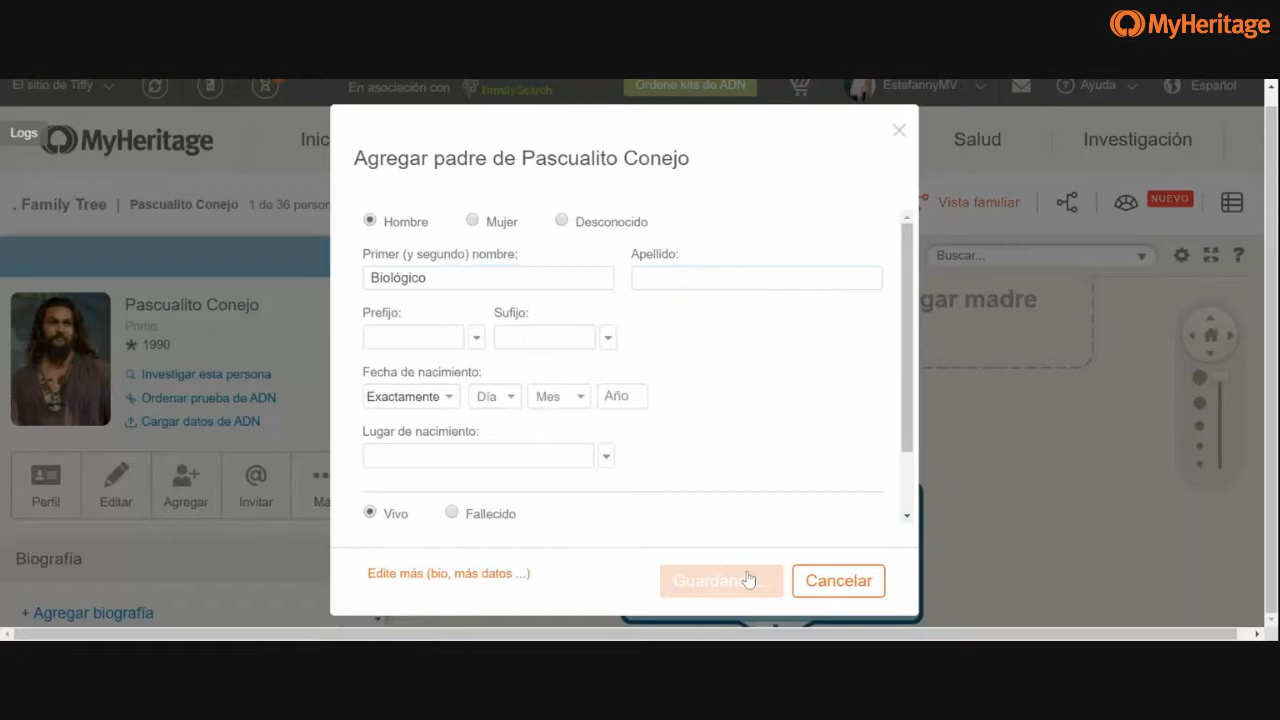 MyHeritage
El sitio de Tiffy
En asociación con FamilySearch
Ordene kits de ADN
EstefannyMV
Ayuda
Español
Logs
MyHeritage
Inic
Salud
Investigación
. Family Tree | Pascualito Conejo 1 de 36 person
Vista familiar
NUEVO
Buscar...
gar madre
Pascualito Conejo
Primo
1990
Investigar esta persona
Ordenar prueba de ADN
Cargar datos de ADN
Perfil
Editar
Agregar
Invitar
Má
Biografía
+ Agregar biografía
Agregar padre de Pascualito Conejo
Hombre
Mujer
Desconocido
Primer (y segundo) nombre:
Apellido:
Biológico
Prefijo:
Sufijo:
Fecha de nacimiento:
Exactamente
Día
Mes
Año
Lugar de nacimiento:
Vivo
Fallecido
Edite más (bio, más datos ...)
Cancelar